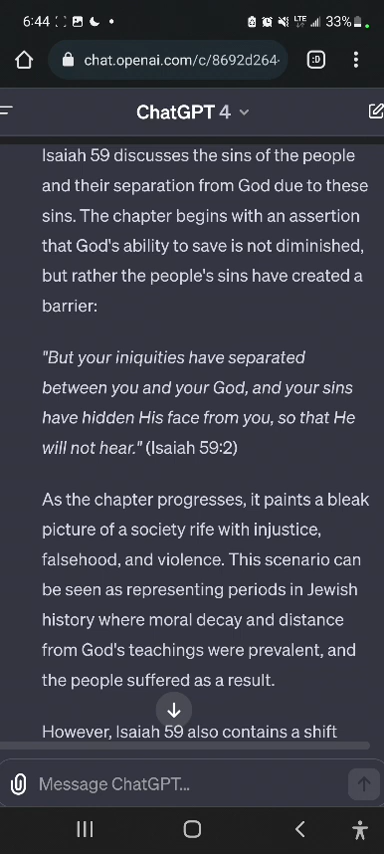 6:44
LTE
33%
chat.openai.com/c/8692d264-
:D
ChatGPT 4
Isaiah 59 discusses the sins of the people
and their separation from God due to these
sins. The chapter begins with an assertion
that God's ability to save is not diminished,
but rather the people's sins have created a
barrier:
"But your iniquities have separated
between you and your God, and your sins
have hidden His face from you, so that He
will not hear." (Isaiah 59:2)
As the chapter progresses, it paints a bleak
picture of a society rife with injustice,
falsehood, and violence. This scenario can
be seen as representing periods in Jewish
history where moral decay and distance
from God's teachings were prevalent, and
the people suffered as a result.
However, Isaiah 59 also contains a shift
Message ChatGPT...